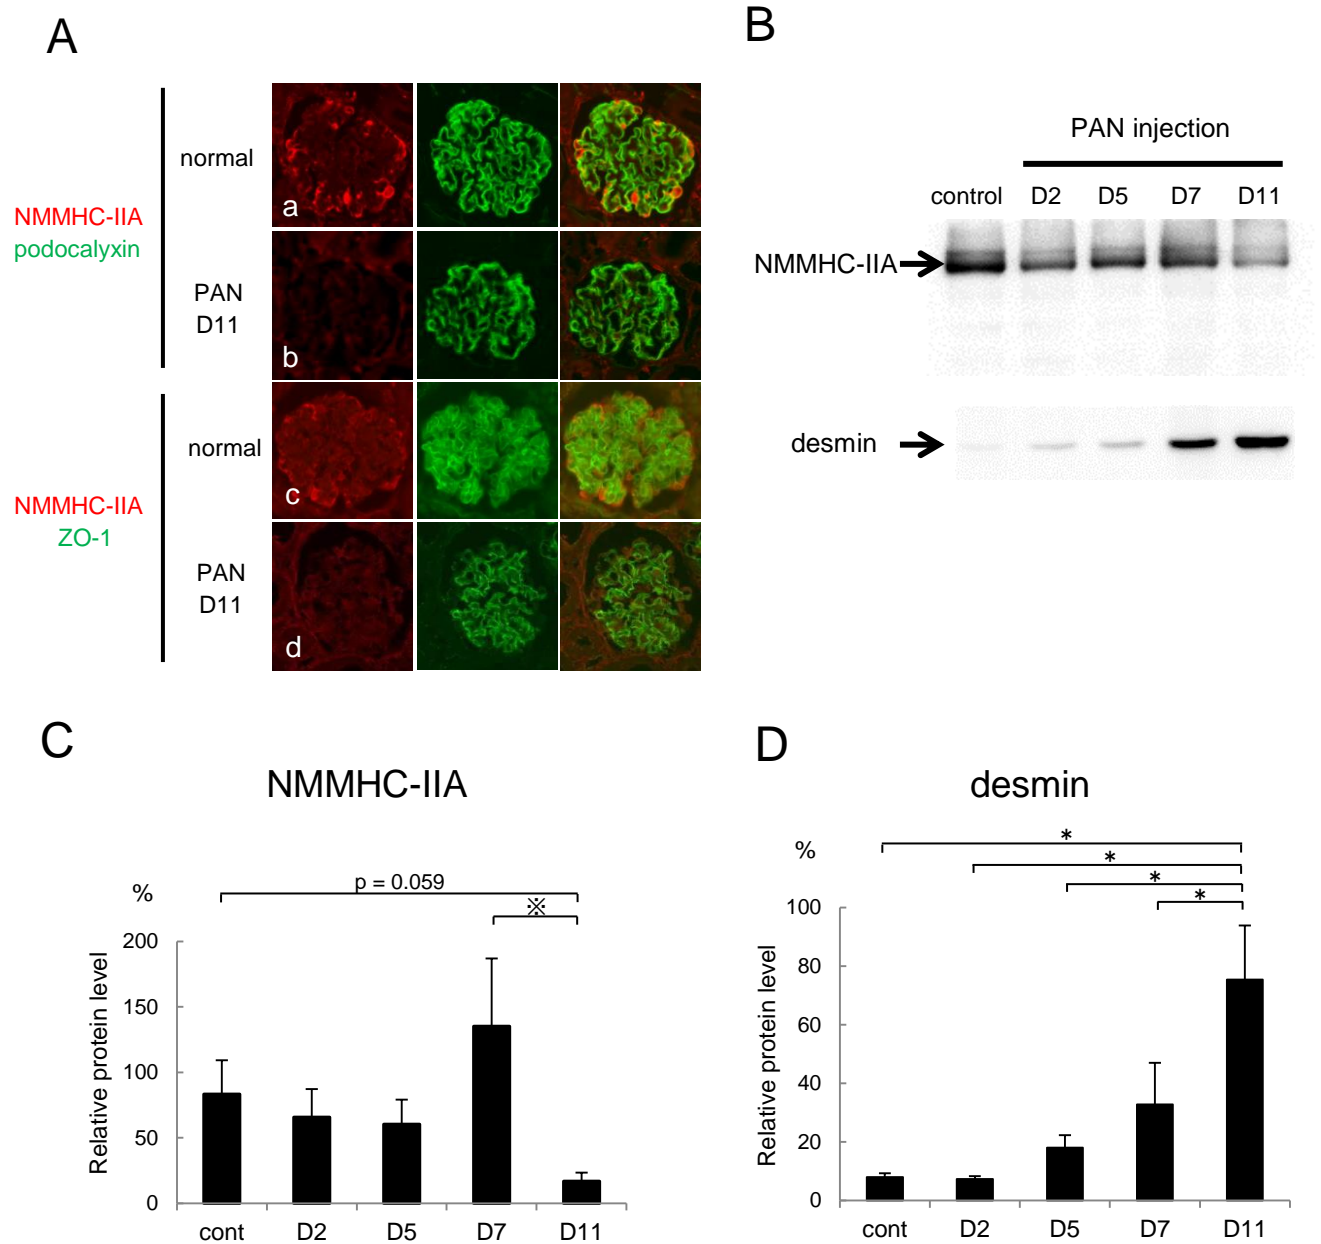 A
normal
a
NMMHC-IIA
podocalyxin
PAN
D11
b
normal
c
NMMHC-IIA
ZO-1
PAN
D11
d
B
PAN injection
control D2 D5 D7 D11
NMMHC-IIA
desmin
C
NMMHC-IIA
%
p = 0.059
※
Relative protein level
200
150
100
50
0
cont D2 D5 D7 D11
D
desmin
%
*
*
*
*
Relative protein level
100
80
60
40
20
0
cont D2 D5 D7 D11